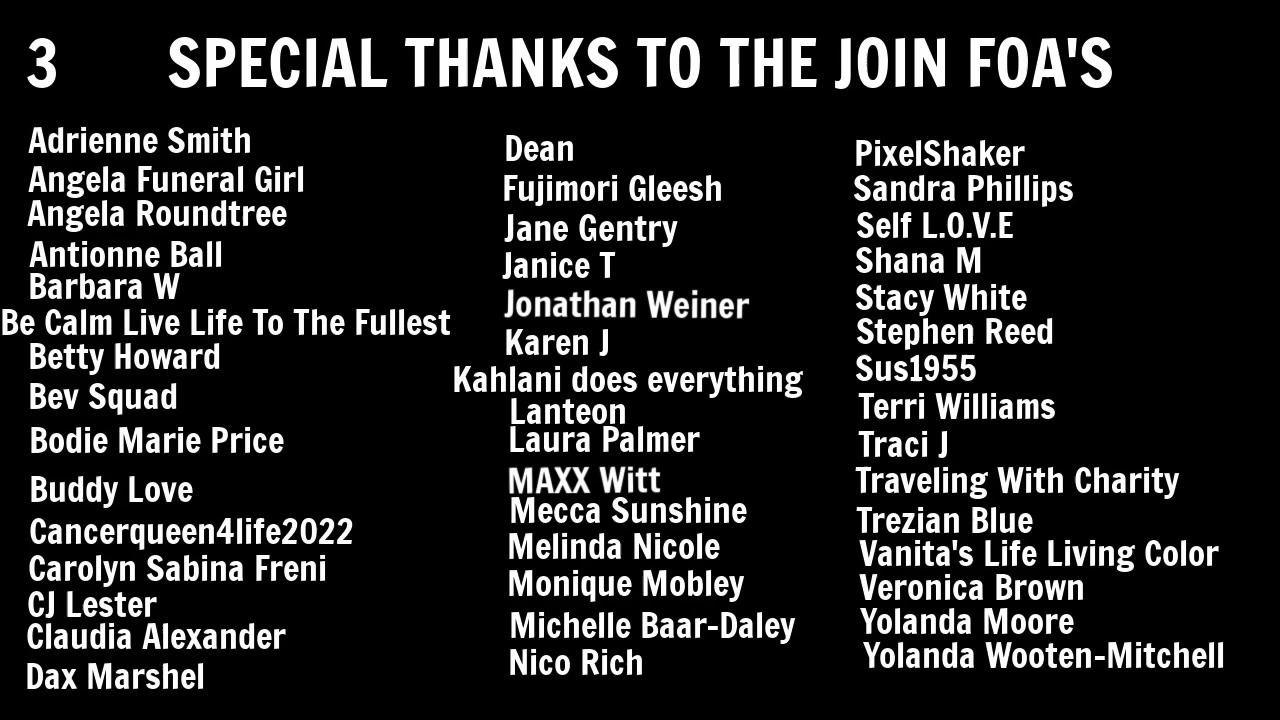 3 SPECIAL THANKS TO THE JOIN FOA'S
Adrienne Smith
Angela Funeral Girl
Angela Roundtree
Antionne Ball
Barbara W
Be Calm Live Life To The Fullest
Betty Howard
Bev Squad
Bodie Marie Price
Buddy Love
Cancerqueen4life2022
Carolyn Sabina Freni
CJ Lester
Claudia Alexander
Dax Marshel
Dean
Fujimori Gleesh
Jane Gentry
Janice T
Jonathan Weiner
Karen J
Kahlani does everything
Lanteon
Laura Palmer
MAXX Witt
Mecca Sunshine
Melinda Nicole
Monique Mobley
Michelle Baar-Daley
Nico Rich
PixelShaker
Sandra Phillips
Self L.O.V.E
Shana M
Stacy White
Stephen Reed
Sus1955
Terri Williams
Traci J
Traveling With Charity
Trezian Blue
Vanita's Life Living Color
Veronica Brown
Yolanda Moore
Yolanda Wooten-Mitchell